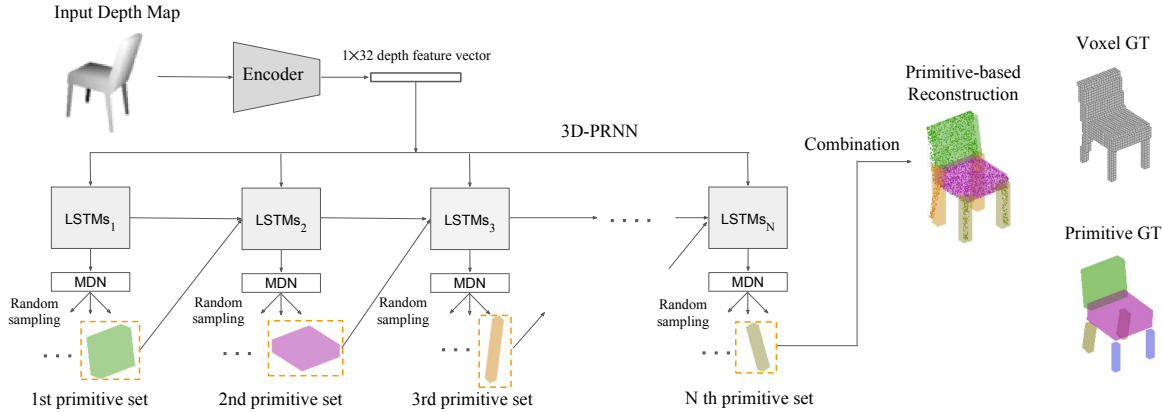 Input Depth Map
Encoder
1×32 depth feature vector
3D-PRNN
LSTMs1
LSTMs2
LSTMs3
. . . .
LSTMsN
MDN
MDN
MDN
MDN
Random
sampling
Random
sampling
Random
sampling
Random
sampling
. . .
. . .
. . .
. . .
1st primitive set
2nd primitive set
3rd primitive set
N th primitive set
Combination
Primitive-based
Reconstruction
Voxel GT
Primitive GT